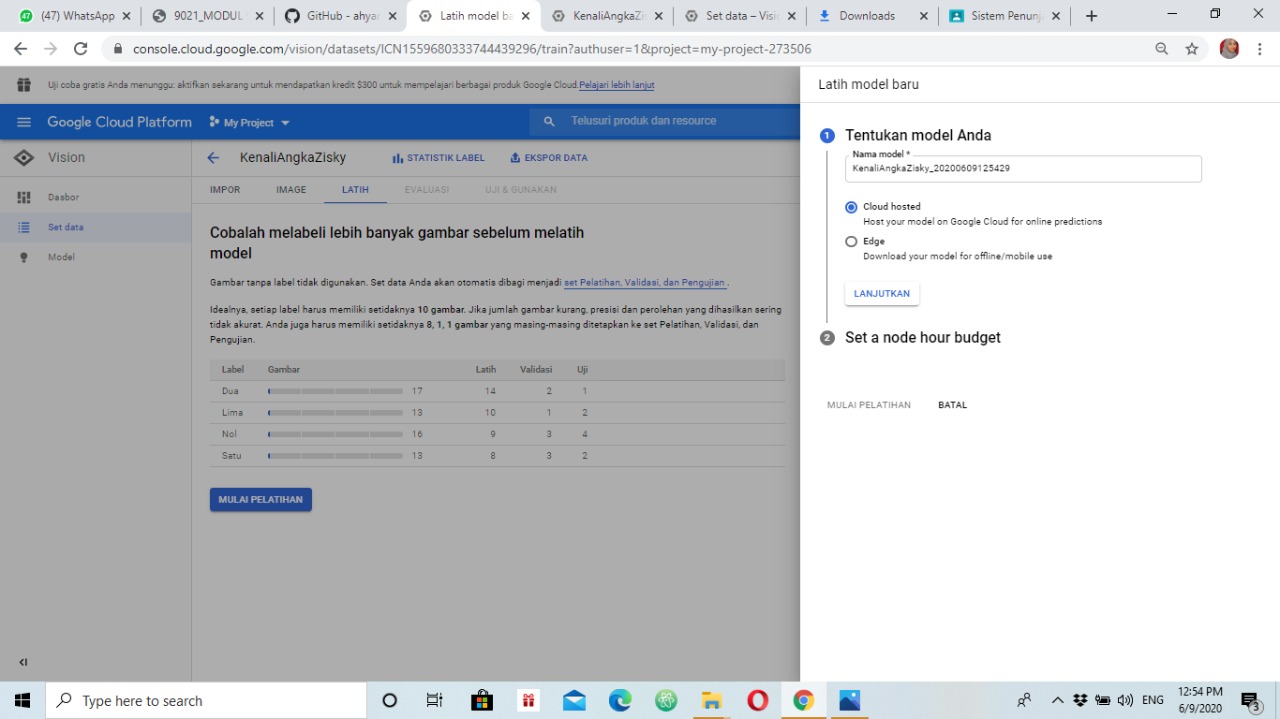 (47) WhatsApp
9021_MODUL
GitHub - ahyar
Latih model ba
KenaliAngkaZi
Set data – Visi
Downloads
Sistem Penunj
console.cloud.google.com/vision/datasets/ICN1559680333744439296/train?authuser=1&project=my-project-273506
Uji coba gratis Anda menunggu: aktifkan sekarang untuk mendapatkan kredit $300 untuk mempelajari berbagai produk Google Cloud. Pelajari lebih lanjut
Google Cloud Platform
My Project
Telusuri produk dan resource
Vision
Dasbor
Set data
Model
KenaliAngkaZisky
STATISTIK LABEL
EKSPOR DATA
IMPOR
IMAGE
LATIH
EVALUASI
UJI & GUNAKAN
Cobalah melabeli lebih banyak gambar sebelum melatih
model
Gambar tanpa label tidak digunakan. Set data Anda akan otomatis dibagi menjadi set Pelatihan, Validasi, dan Pengujian .
Idealnya, setiap label harus memiliki setidaknya 10 gambar. Jika jumlah gambar kurang, presisi dan perolehan yang dihasilkan sering
tidak akurat. Anda juga harus memiliki setidaknya 8, 1, 1 gambar yang masing-masing ditetapkan ke set Pelatihan, Validasi, dan
Pengujian.
Label Gambar Latih Validasi Uji
Dua 17 14 2 1
Lima 13 10 1 2
Nol 16 9 3 4
Satu 13 8 3 2
MULAI PELATIHAN
Latih model baru
1 Tentukan model Anda
Nama model *
KenaliAngkaZisky_20200609125429
Cloud hosted
Host your model on Google Cloud for online predictions
Edge
Download your model for offline/mobile use
LANJUTKAN
2 Set a node hour budget
MULAI PELATIHAN
BATAL
Type here to search
ENG
12:54 PM
6/9/2020
3